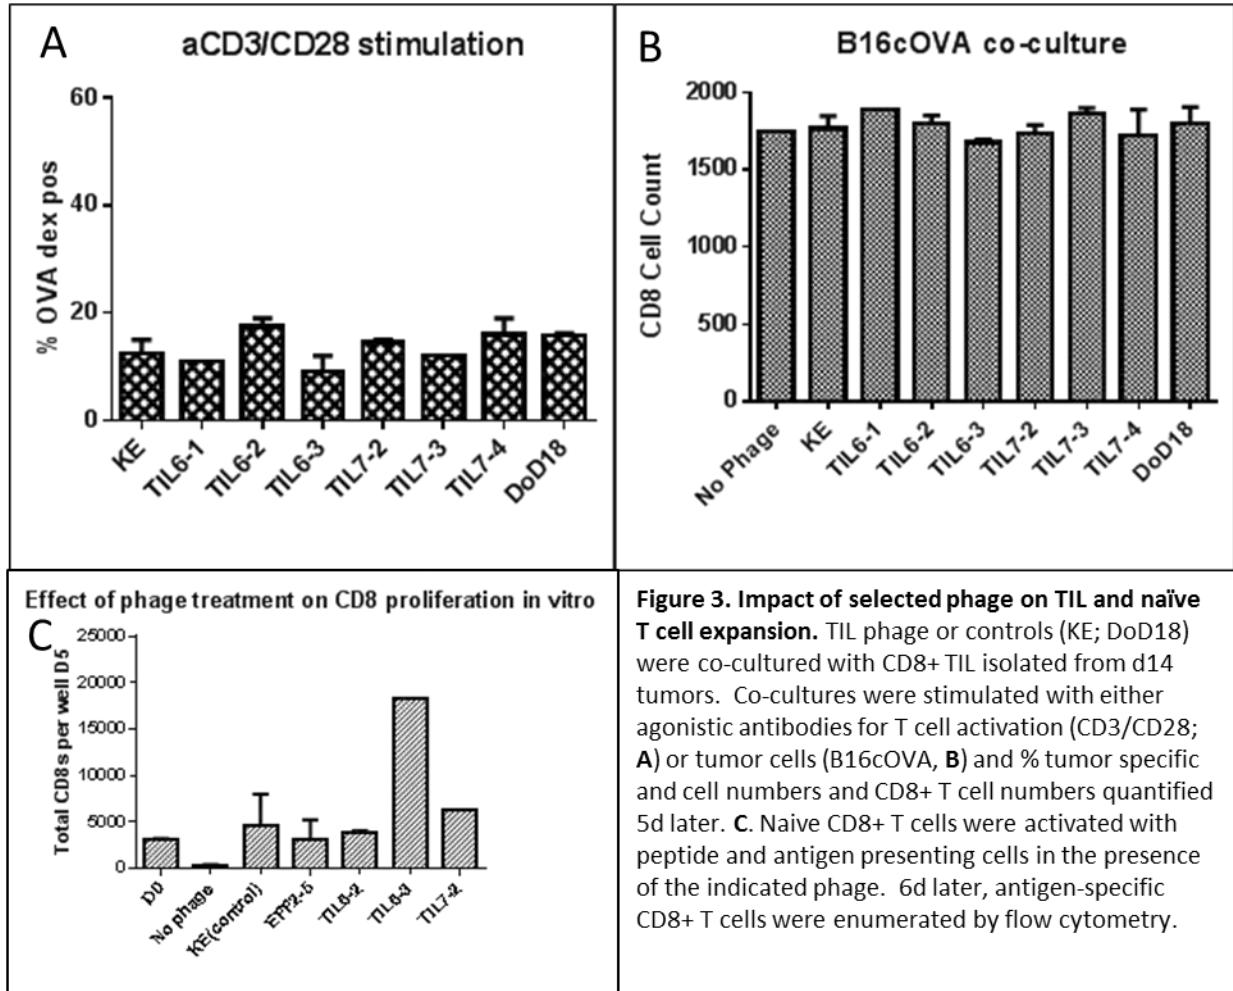 A
aCD3/CD28 stimulation
% OVA dex pos
60
40
20
0
KE
TIL6-1
TIL6-2
TIL6-3
TIL7-2
TIL7-3
TIL7-4
DoD18
B
B16cOVA co-culture
CD8 Cell Count
2000
1500
1000
500
0
No Phage
KE
TIL6-1
TIL6-2
TIL6-3
TIL7-2
TIL7-3
TIL7-4
DoD18
Effect of phage treatment on CD8 proliferation in vitro
C
Total CD8s per well D5
25000
20000
15000
10000
5000
0
D0
No phage
KE(control)
EFF2-5
TIL6-2
TIL6-3
TIL7-2
Figure 3. Impact of selected phage on TIL and naïve
T cell expansion. TIL phage or controls (KE; DoD18)
were co-cultured with CD8+ TIL isolated from d14
tumors. Co-cultures were stimulated with either
agonistic antibodies for T cell activation (CD3/CD28;
A) or tumor cells (B16cOVA, B) and % tumor specific
and cell numbers and CD8+ T cell numbers quantified
5d later. C. Naive CD8+ T cells were activated with
peptide and antigen presenting cells in the presence
of the indicated phage. 6d later, antigen-specific
CD8+ T cells were enumerated by flow cytometry.